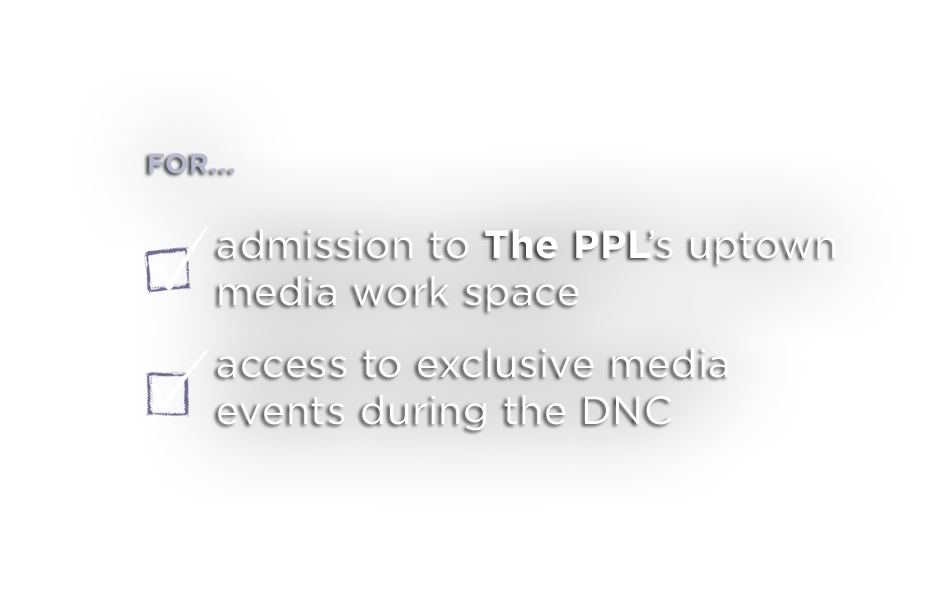 FOR...
admission to The PPL's uptown
media work space
access to exclusive media
events during the DNC